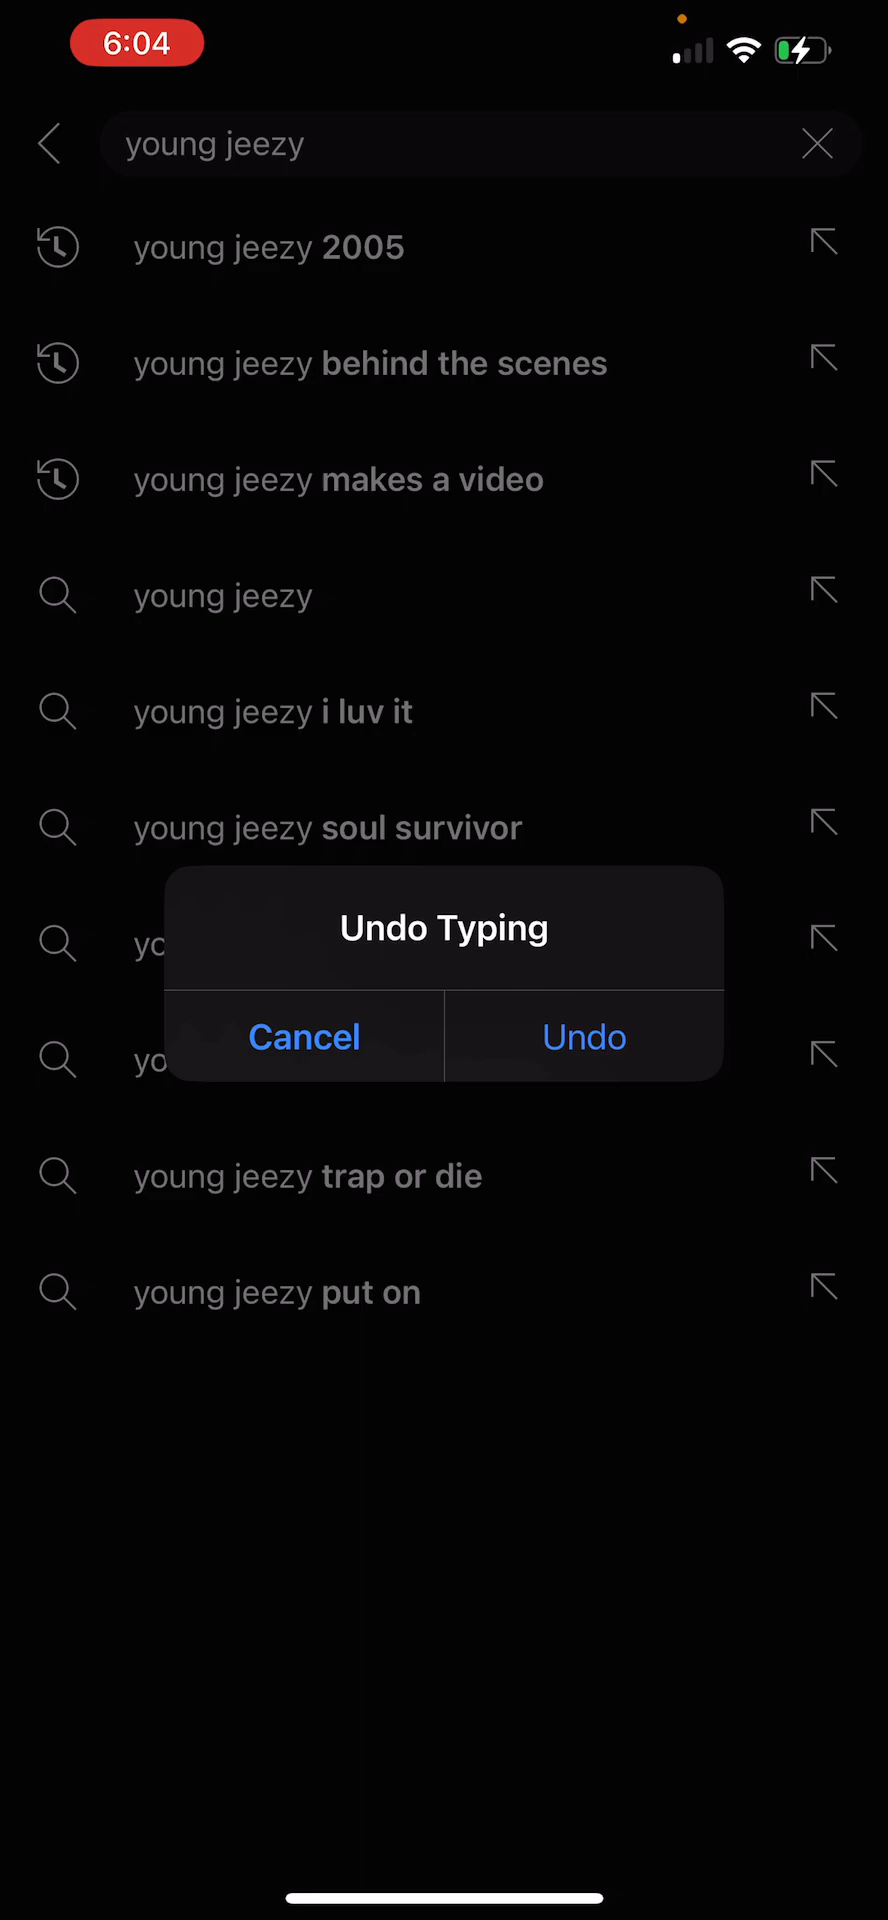 6:04
young jeezy
young jeezy 2005
young jeezy behind the scenes
young jeezy makes a video
young jeezy
young jeezy i luv it
young jeezy soul survivor
Undo Typing
Cancel
Undo
young jeezy trap or die
young jeezy put on